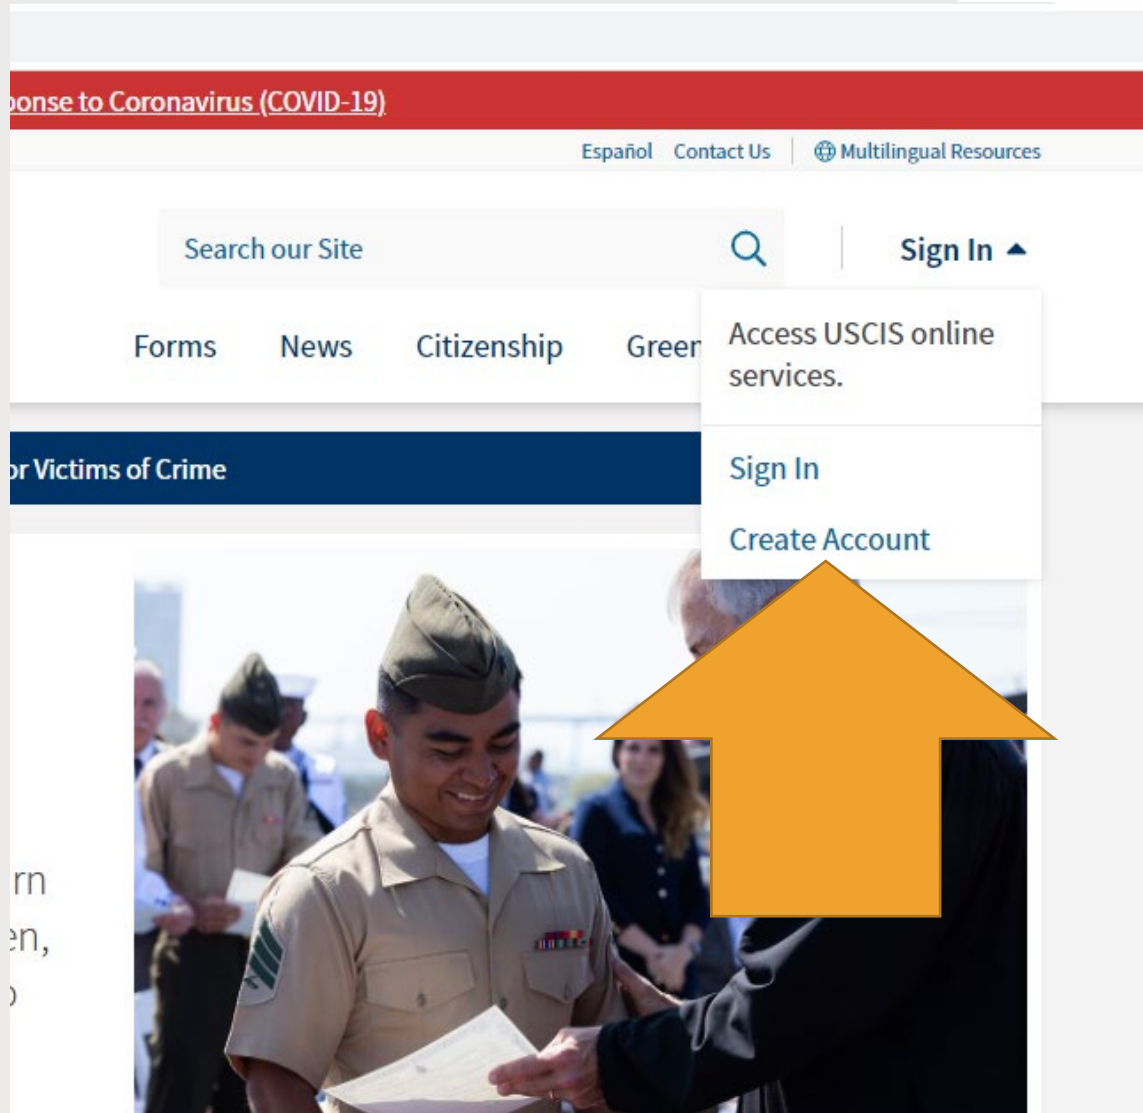 ponse to Coronavirus (COVID-19)
Español Contact Us Multilingual Resources
Search our Site
Sign In
Forms News Citizenship Green
Access USCIS online
services.
or Victims of Crime
Sign In
Create Account
rn
en,